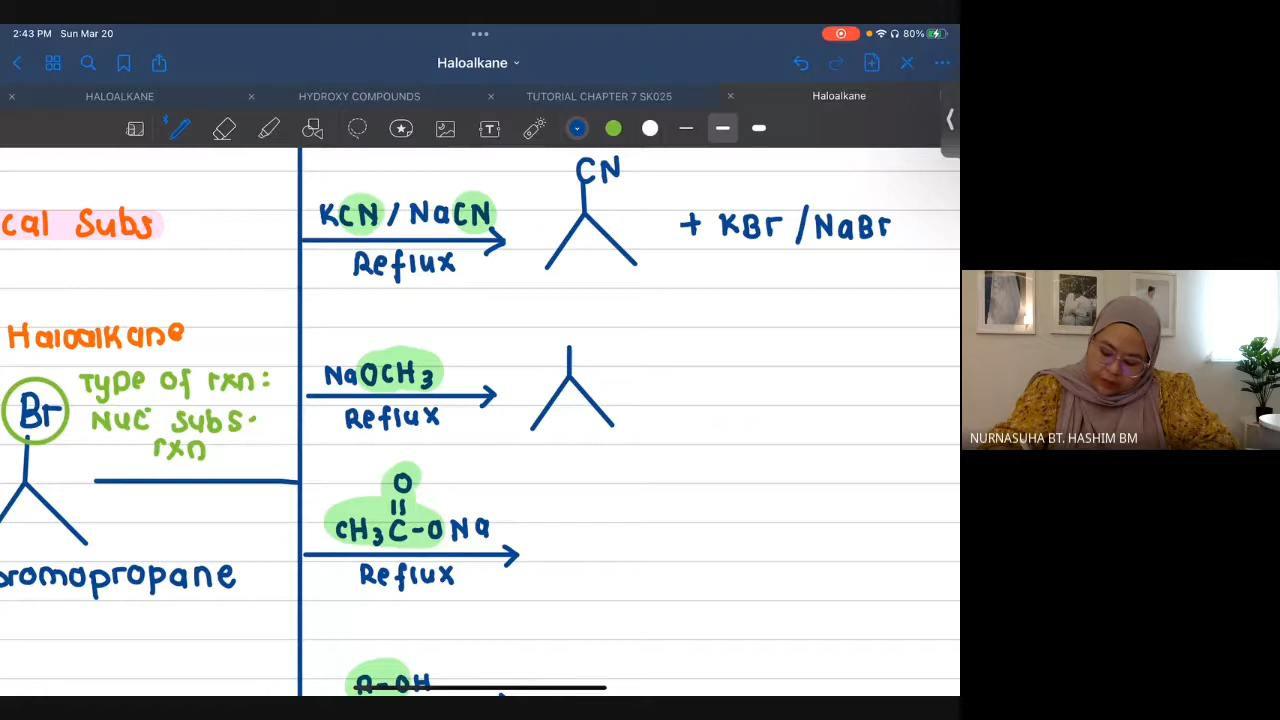 2:43 PM Sun Mar 20
80%
Haloalkane
HALOALKANE
HYDROXY COMPOUNDS
TUTORIAL CHAPTER 7 SK025
Haloalkane
cal Subs
KCN / NaCN
Reflux
CN
+ KBr / NaBr
Haloalkane
Type of rxn:
Nuc Subs.
rxn
Br
NaOCH3
Reflux
O
CH3C-ONa
Reflux
bromopropane
R-OH
NURNASUHA BT. HASHIM BM